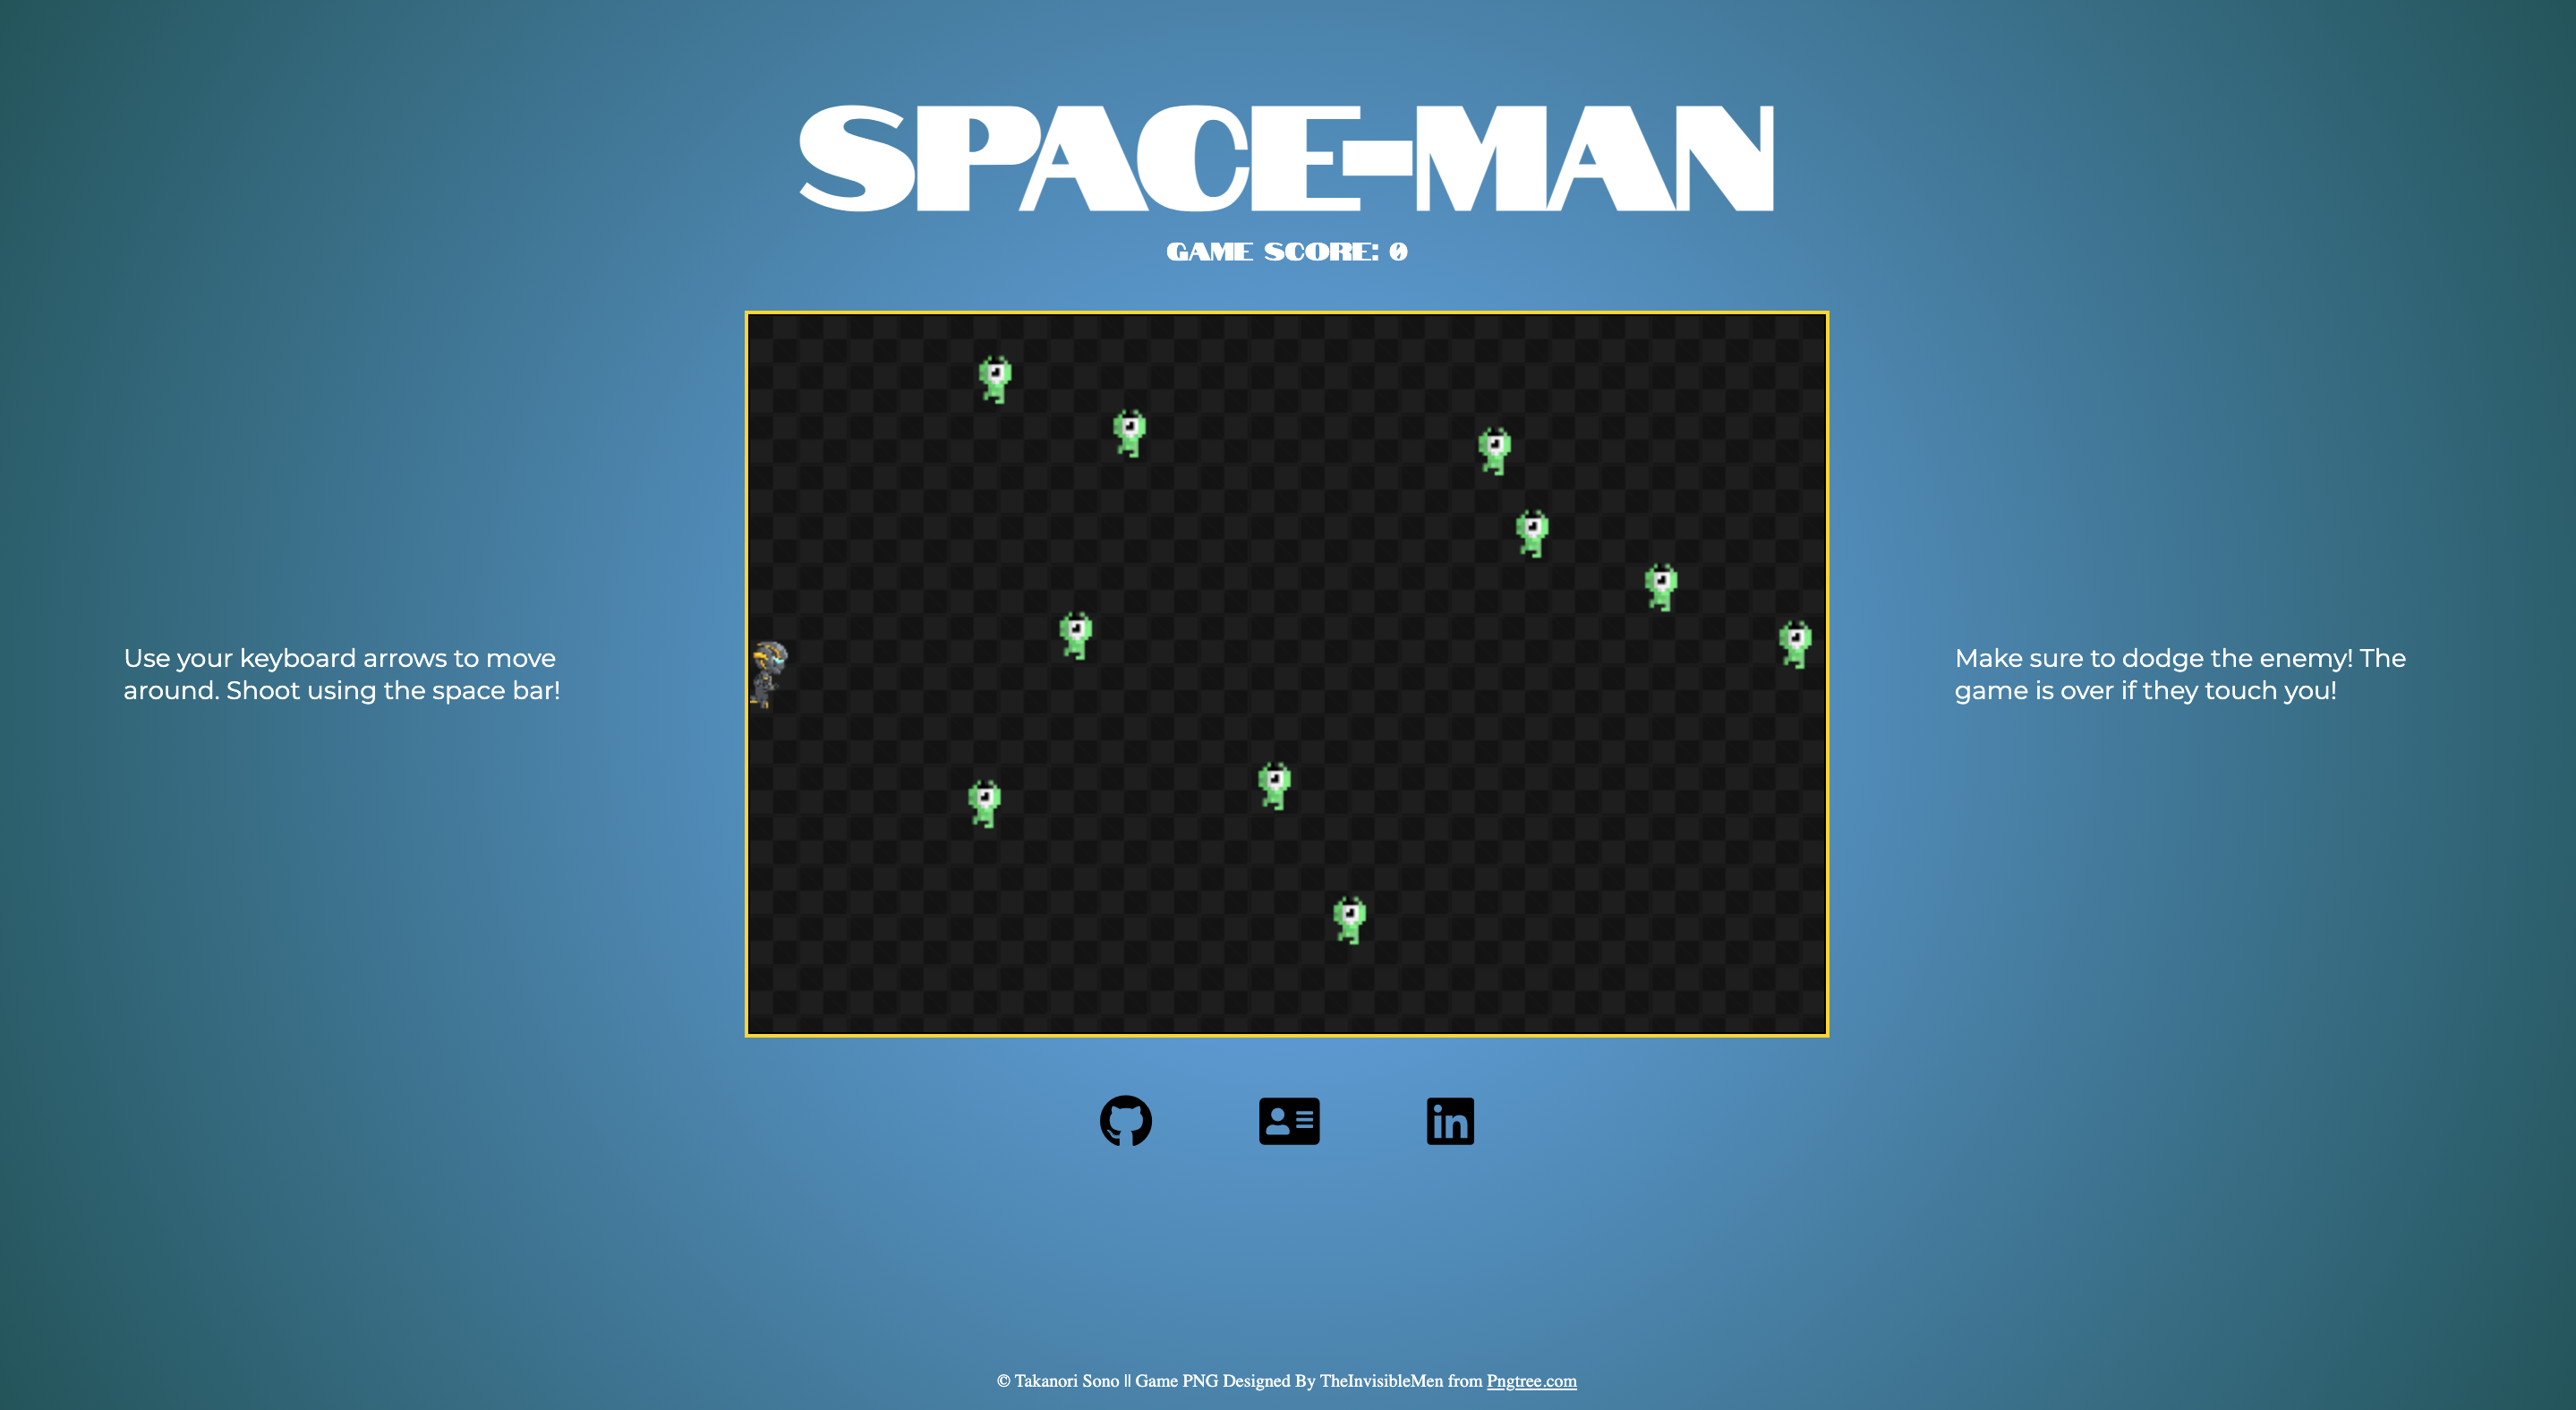 SPACE-MAN
GAME SCORE: 0
Use your keyboard arrows to move
around. Shoot using the space bar!
Make sure to dodge the enemy! The
game is over if they touch you!
in
© Takanori Sono || Game PNG Designed By TheInvisibleMen from Pngtree.com